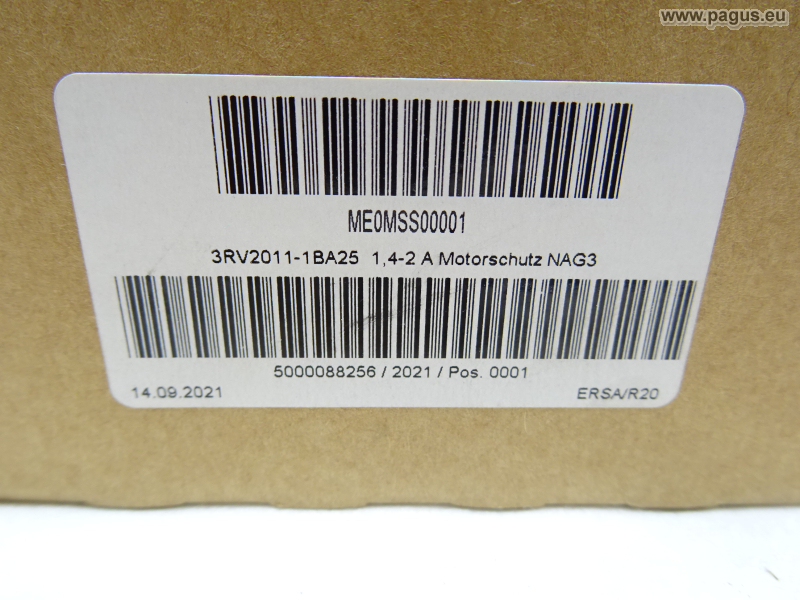 www.pagus.eu
ME0MSS00001
3RV2011-1BA25 1,4-2 A Motorschutz NAG3
5000088256 / 2021 / Pos. 0001
14.09.2021 ERSA/R20